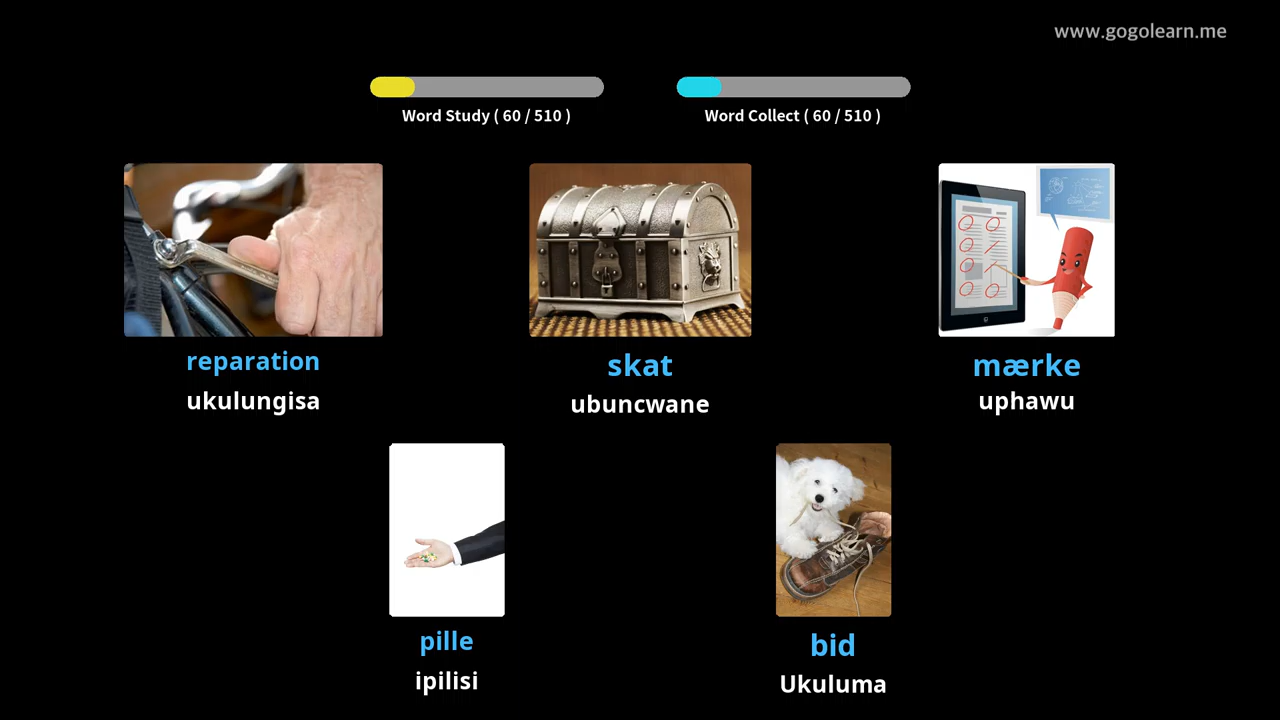 www.gogolearn.me
Word Study ( 60 / 510 )
Word Collect ( 60 / 510 )
reparation
ukulungisa
skat
ubuncwane
mærke
uphawu
pille
ipilisi
bid
Ukuluma